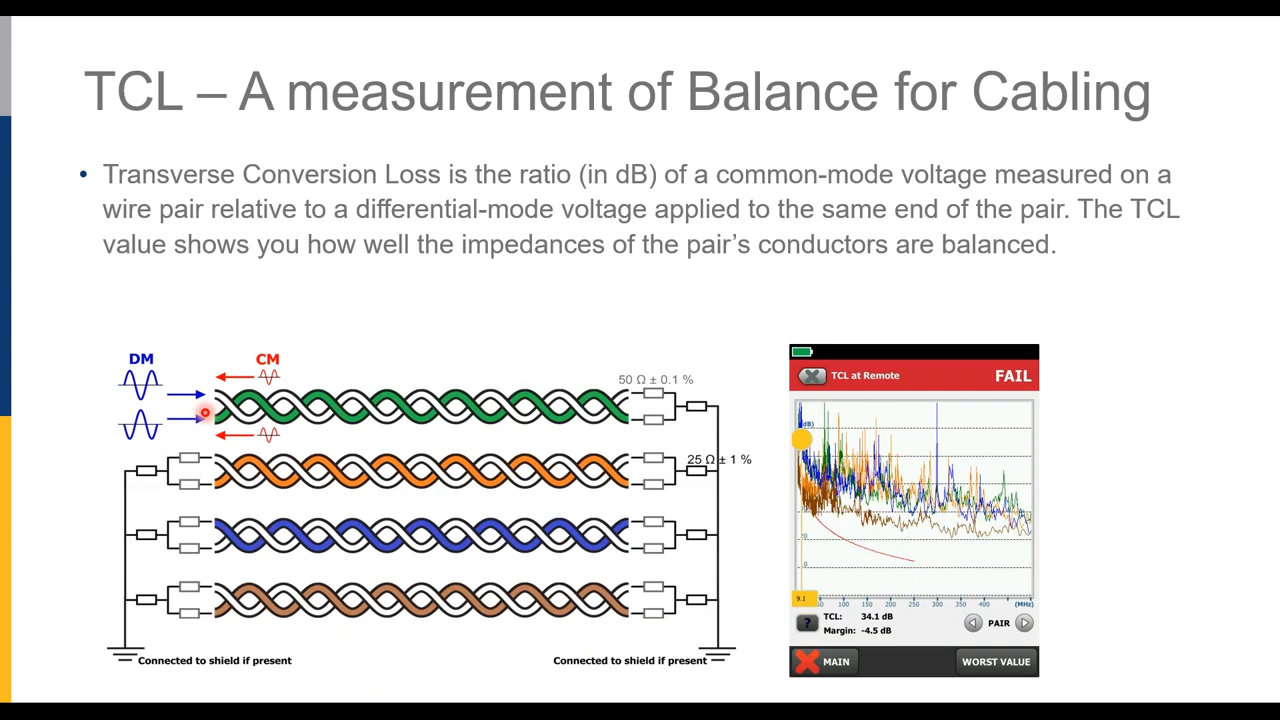 TCL – A measurement of Balance for Cabling
• Transverse Conversion Loss is the ratio (in dB) of a common-mode voltage measured on a
wire pair relative to a differential-mode voltage applied to the same end of the pair. The TCL
value shows you how well the impedances of the pair’s conductors are balanced.
DM
CM
50 Ω ± 0.1 %
25 Ω ± 1 %
Connected to shield if present
Connected to shield if present
TCL at Remote
FAIL
(dB)
20
0
9.1
50 100 150 200 250 300 350 400 (MHz)
TCL: 34.1 dB
Margin: -4.5 dB
?
PAIR
MAIN
WORST VALUE